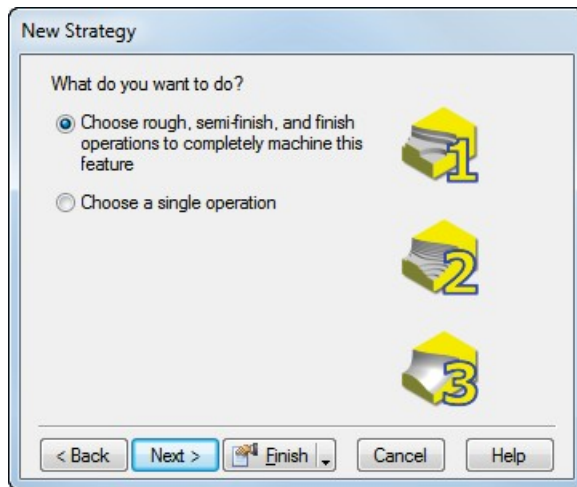 New Strategy
What do you want to do?
Choose rough, semi-finish, and finish
operations to completely machine this
feature
Choose a single operation
1
2
3
< Back
Next >
Finish
Cancel
Help